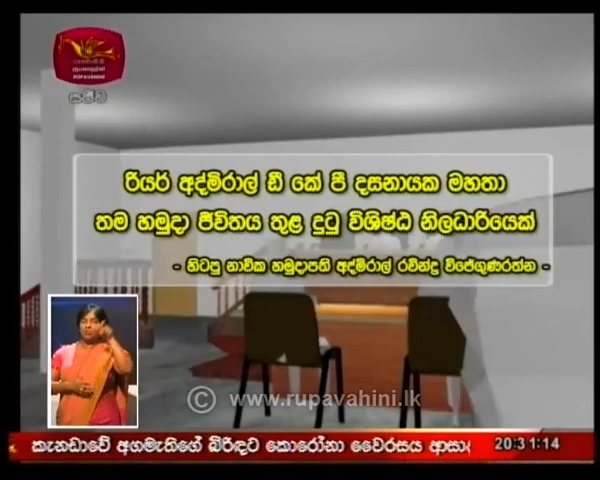 සජීවී
රියර් අද්මිරාල් ඩී කේ පී දසනායක මහතා
තම හමුදා ජීවිතය තුළ දුටු විශිෂ්ඨ නිලධාරියෙක්
- හිටපු නාවික හමුදාපති අද්මිරාල් රවින්ද්‍ර විජේගුණරත්න -
© www.rupavahini.lk
කැනඩාවේ අගමැතිගේ බිරිඳට කොරෝනා වෛරසය ආසාද
20:31:14